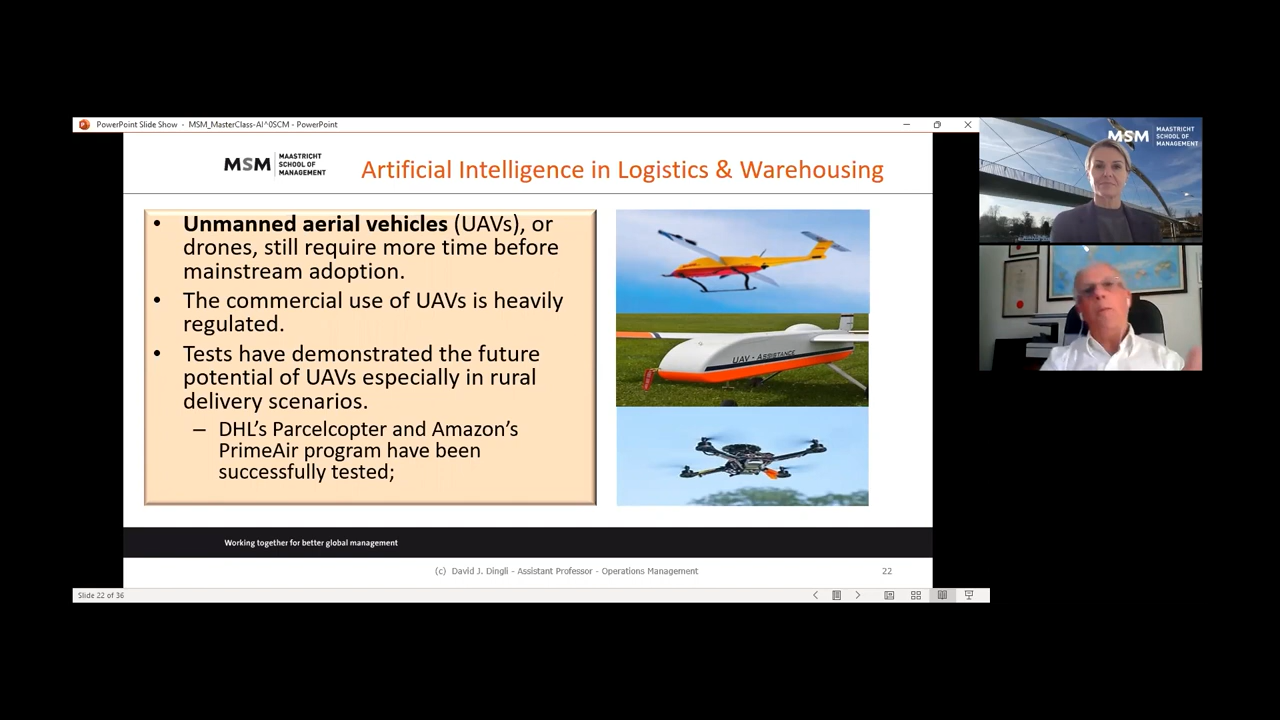 PowerPoint Slide Show - MSM_MasterClass-AI^0SCM - PowerPoint
MSM
MAASTRICHT
SCHOOL OF
MANAGEMENT
Artificial Intelligence in Logistics & Warehousing
• Unmanned aerial vehicles (UAVs), or
drones, still require more time before
mainstream adoption.
• The commercial use of UAVs is heavily
regulated.
• Tests have demonstrated the future
potential of UAVs especially in rural
delivery scenarios.
– DHL’s Parcelcopter and Amazon’s
PrimeAir program have been
successfully tested;
UAV - ASSISTANCE
Working together for better global management
(c) David J. Dingli - Assistant Professor - Operations Management
22
Slide 22 of 36
MSM
MAASTRICHT
SCHOOL OF
MANAGEMENT